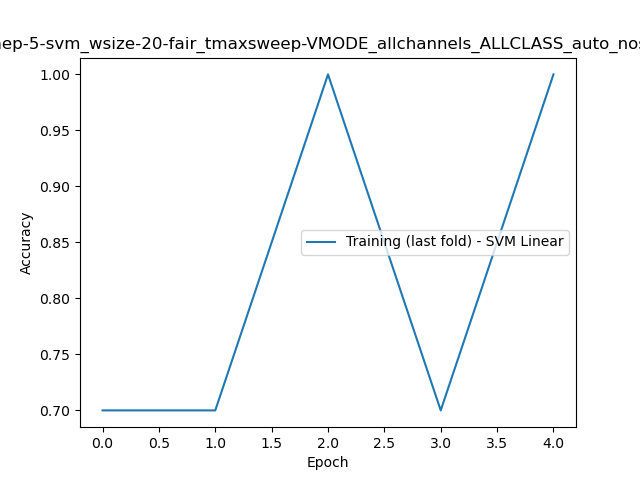 ep-5-svm_wsize-20-fair_tmaxsweep-VMODE_allchannels_ALLCLASS_auto_nos
1.00
0.95
0.90
0.85
0.80
0.75
0.70
Accuracy
Training (last fold) - SVM Linear
0.0 0.5 1.0 1.5 2.0 2.5 3.0 3.5 4.0
Epoch